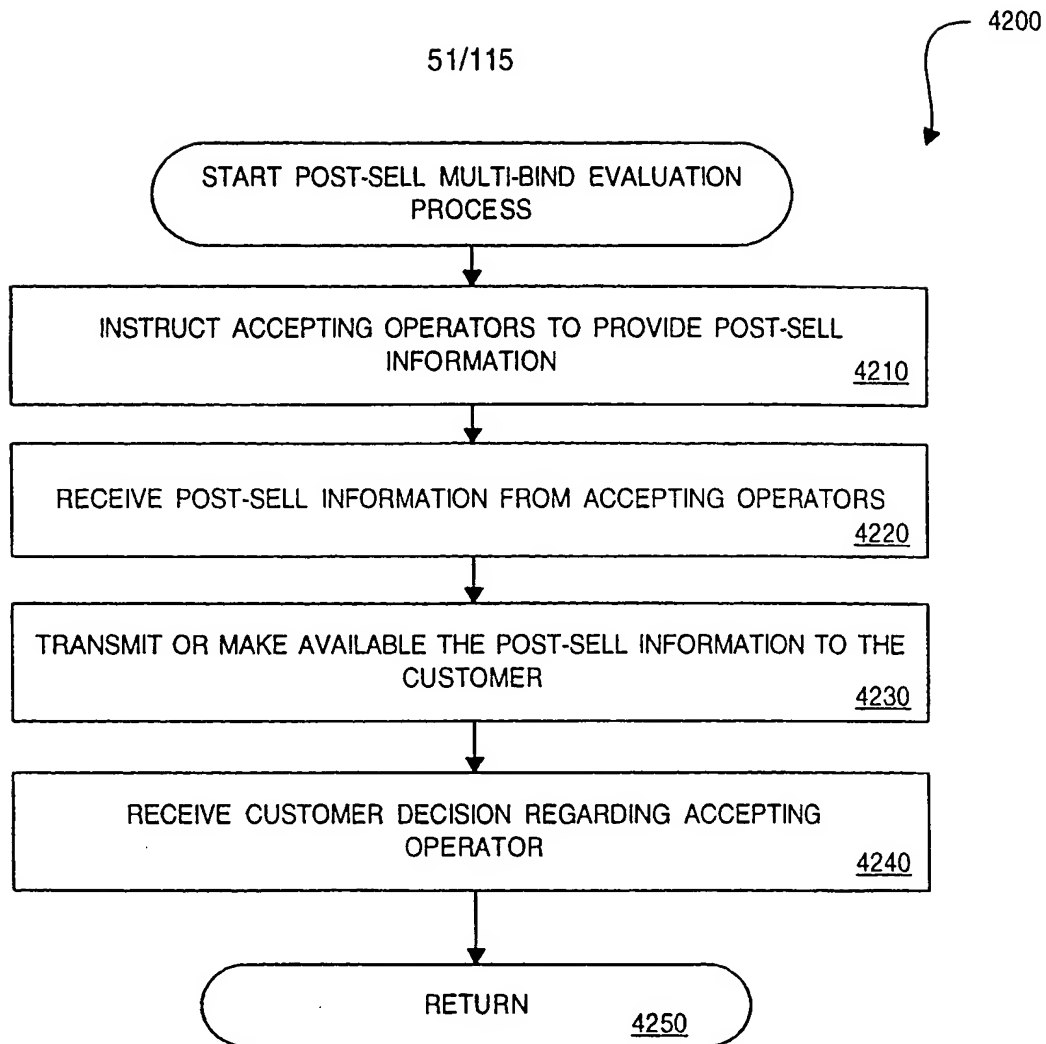 4200
51/115
START POST-SELL MULTI-BIND EVALUATION
PROCESS
INSTRUCT ACCEPTING OPERATORS TO PROVIDE POST-SELL
INFORMATION
4210
RECEIVE POST-SELL INFORMATION FROM ACCEPTING OPERATORS
4220
TRANSMIT OR MAKE AVAILABLE THE POST-SELL INFORMATION TO THE
CUSTOMER
4230
RECEIVE CUSTOMER DECISION REGARDING ACCEPTING
OPERATOR
4240
RETURN
4250